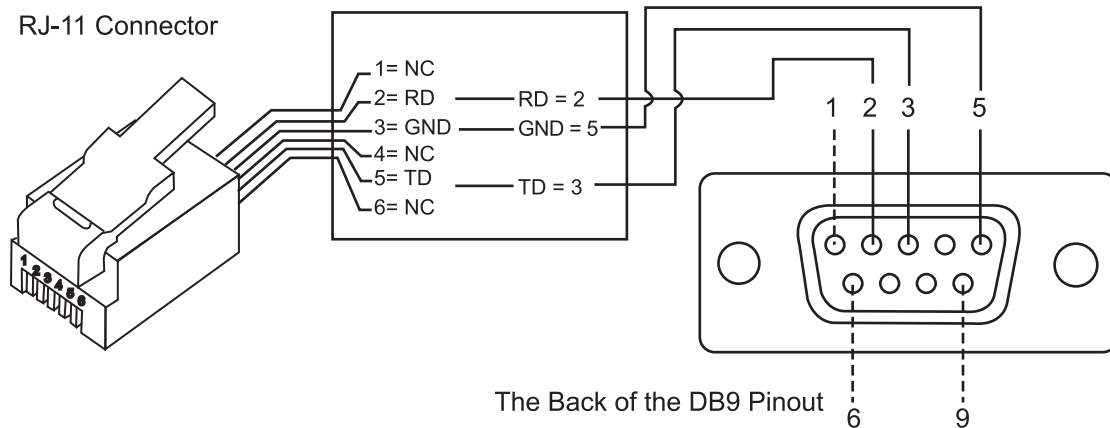 RJ-11 Connector
1= NC
2= RD RD = 2
3= GND GND = 5
4= NC
5= TD TD = 3
6= NC
1 2 3 5
1 2 3 4 5 6
The Back of the DB9 Pinout
6 9